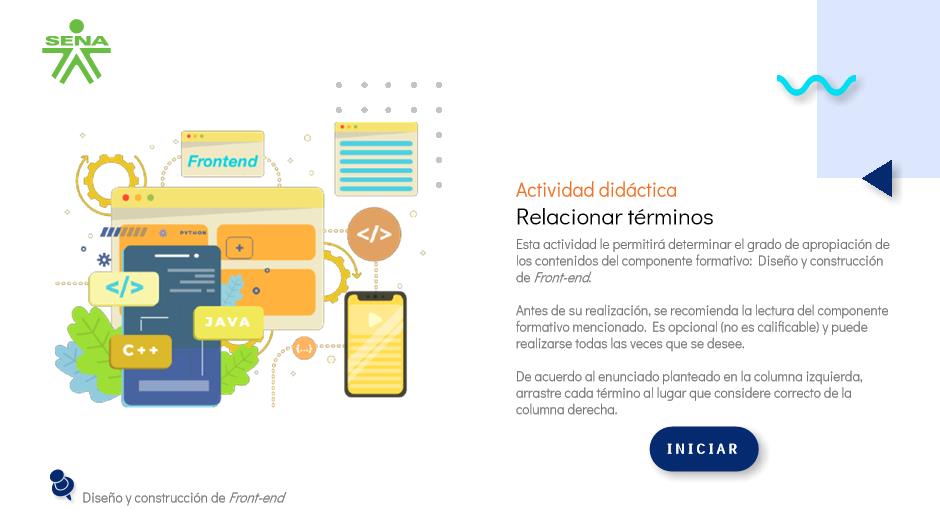 SENA
Frontend
PYTHON
</>
</>
JAVA
C++
{...}
Actividad didáctica
Relacionar términos
Esta actividad le permitirá determinar el grado de apropiación de
los contenidos del componente formativo: Diseño y construcción
de Front-end.
Antes de su realización, se recomienda la lectura del componente
formativo mencionado. Es opcional (no es calificable) y puede
realizarse todas las veces que se desee.
De acuerdo al enunciado planteado en la columna izquierda,
arrastre cada término al lugar que considere correcto de la
columna derecha.
INICIAR
Diseño y construcción de Front-end